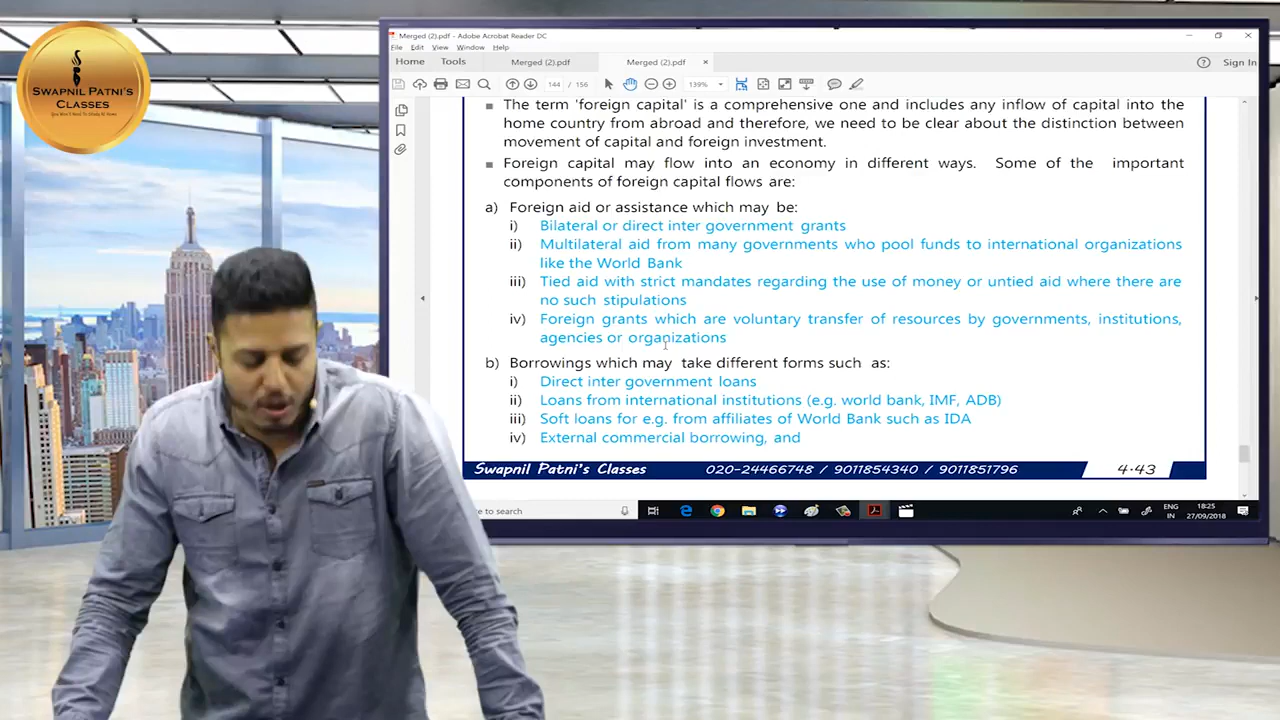 SWAPNIL PATNI'S
CLASSES
Merged (2).pdf - Adobe Acrobat Reader DC
File Edit View Window Help
Home Tools Merged (2).pdf Merged (2).pdf × Sign In
144 / 156 139%
The term 'foreign capital' is a comprehensive one and includes any inflow of capital into the
home country from abroad and therefore, we need to be clear about the distinction between
movement of capital and foreign investment.
Foreign capital may flow into an economy in different ways. Some of the important
components of foreign capital flows are:
a) Foreign aid or assistance which may be:
i) Bilateral or direct inter government grants
ii) Multilateral aid from many governments who pool funds to international organizations
like the World Bank
iii) Tied aid with strict mandates regarding the use of money or untied aid where there are
no such stipulations
iv) Foreign grants which are voluntary transfer of resources by governments, institutions,
agencies or organizations
b) Borrowings which may take different forms such as:
i) Direct inter government loans
ii) Loans from international institutions (e.g. world bank, IMF, ADB)
iii) Soft loans for e.g. from affiliates of World Bank such as IDA
iv) External commercial borrowing, and
Swapnil Patni's Classes 020-24466748 / 9011854340 / 9011851796 4.43
e to search
ENG
IN
18:25
27/09/2018